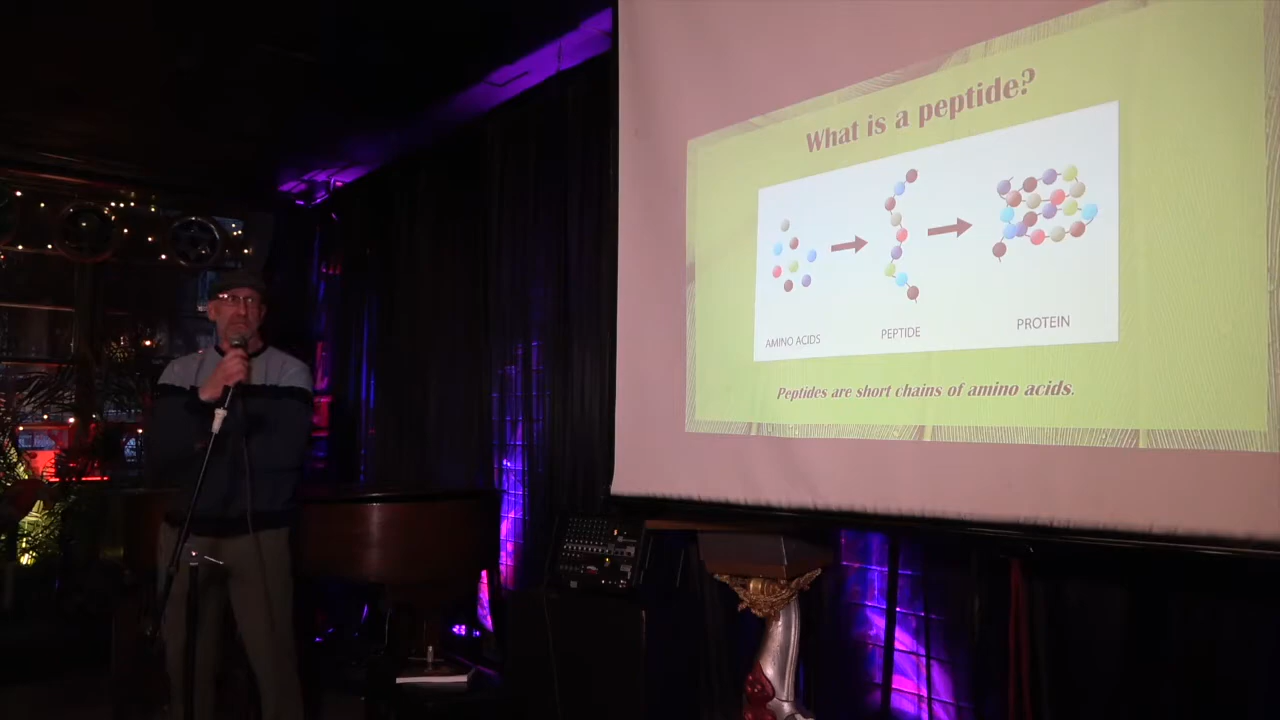 What is a peptide?
AMINO ACIDS
PEPTIDE
PROTEIN
Peptides are short chains of amino acids.